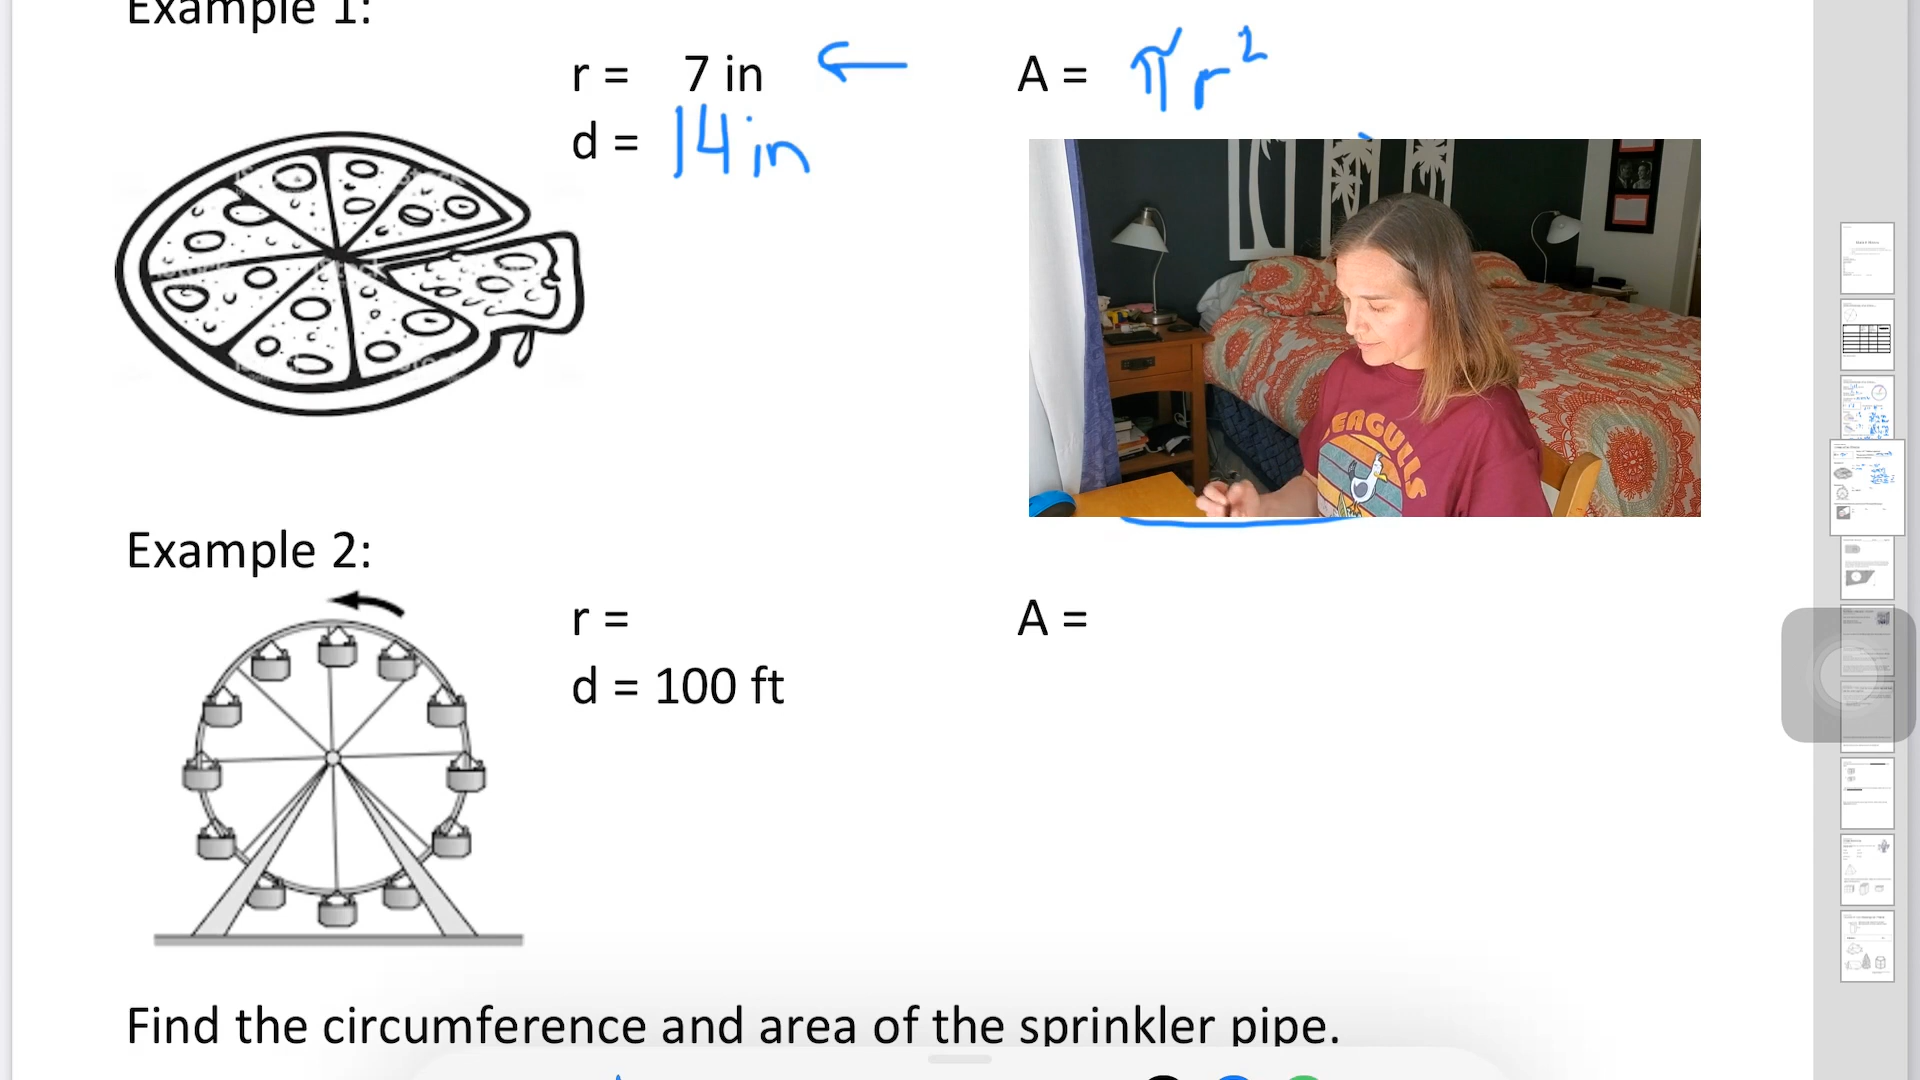 Example 1:
r = 7 in ← A = πr²
d = 14 in
SEAGULLS
Example 2:
r = A =
d = 100 ft
Find the circumference and area of the sprinkler pipe.